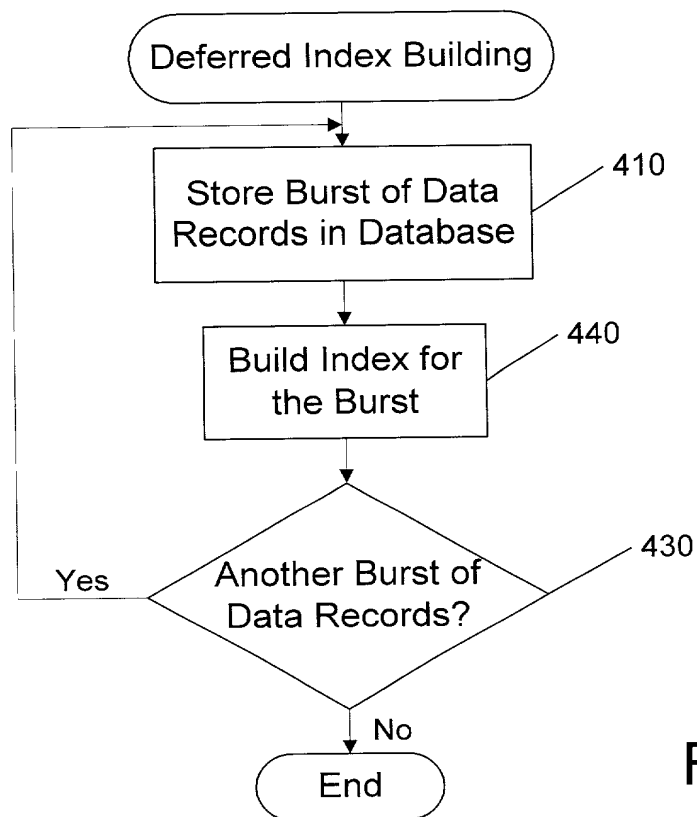 Deferred Index Building
Store Burst of Data
Records in Database
410
Build Index for
the Burst
440
Another Burst of
Data Records?
430
Yes
No
End
F